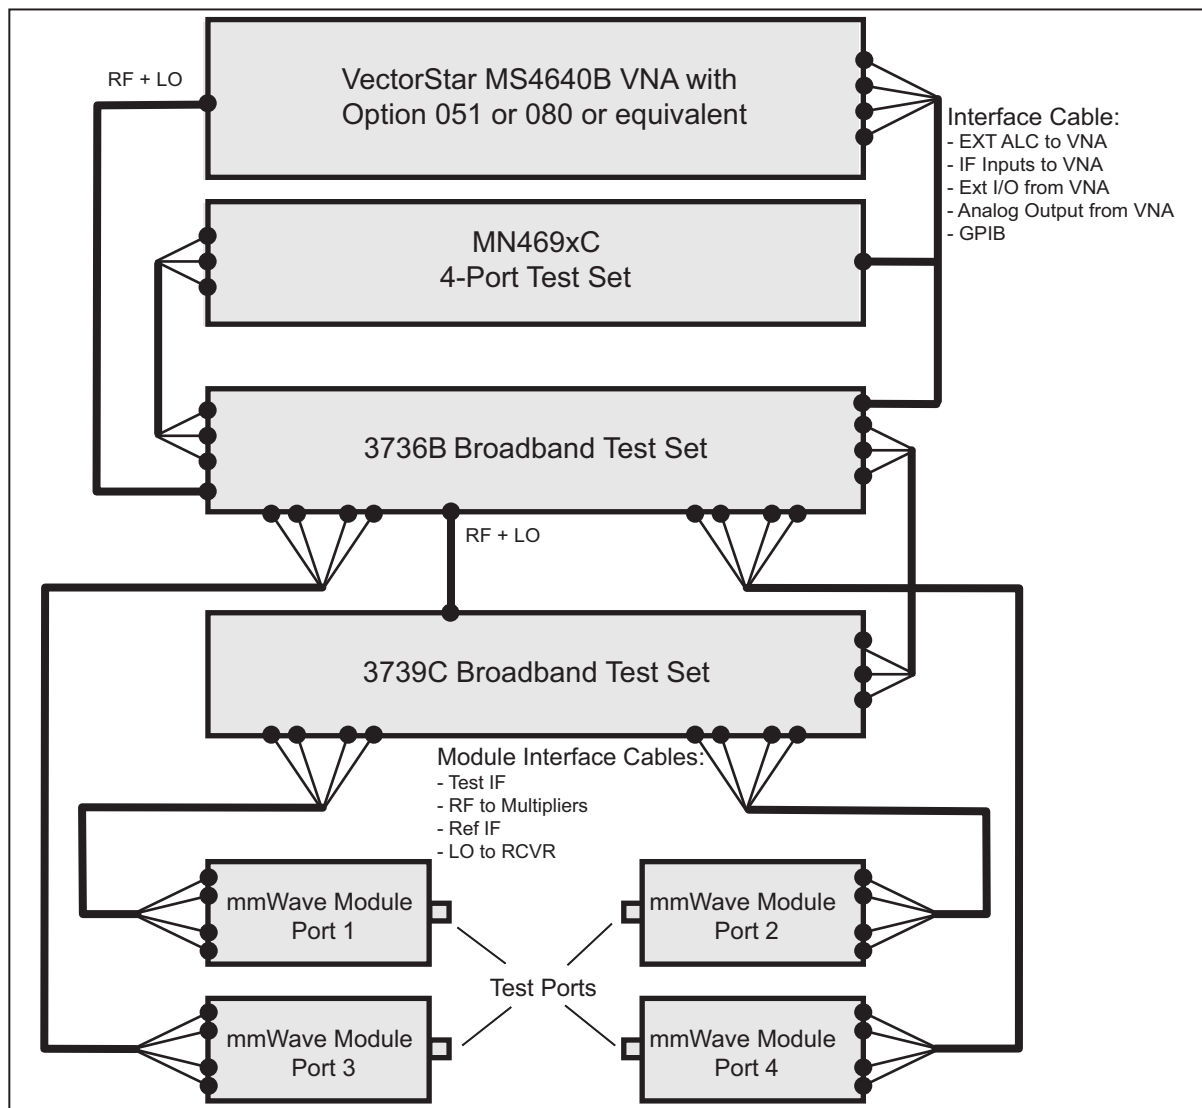 RF + LO
VectorStar MS4640B VNA with
Option 051 or 080 or equivalent
Interface Cable:
- EXT ALC to VNA
- IF Inputs to VNA
- Ext I/O from VNA
- Analog Output from VNA
- GPIB
MN469xC
4-Port Test Set
3736B Broadband Test Set
RF + LO
3739C Broadband Test Set
Module Interface Cables:
- Test IF
- RF to Multipliers
- Ref IF
- LO to RCVR
mmWave Module
Port 1
mmWave Module
Port 2
Test Ports
mmWave Module
Port 3
mmWave Module
Port 4